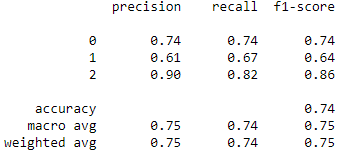 precision recall f1-score
0 0.74 0.74 0.74
1 0.61 0.67 0.64
2 0.90 0.82 0.86
accuracy 0.74
macro avg 0.75 0.74 0.75
weighted avg 0.75 0.74 0.75